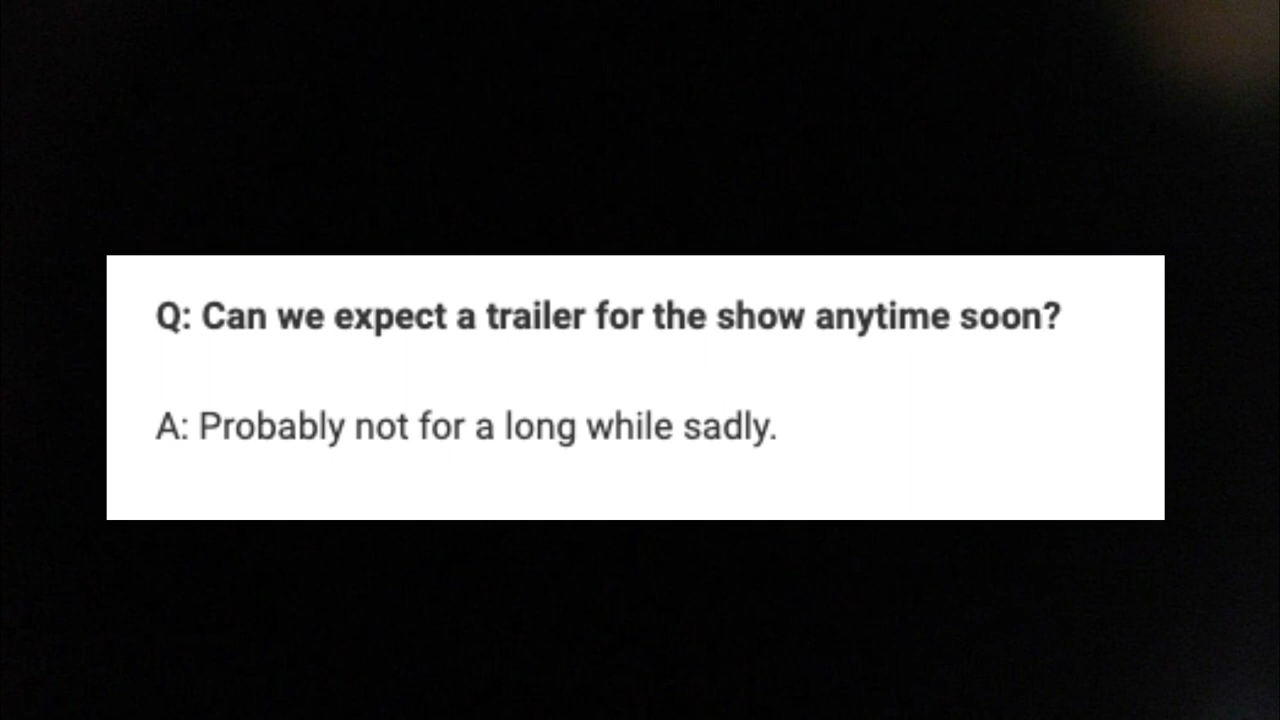 Q: Can we expect a trailer for the show anytime soon?
A: Probably not for a long while sadly.